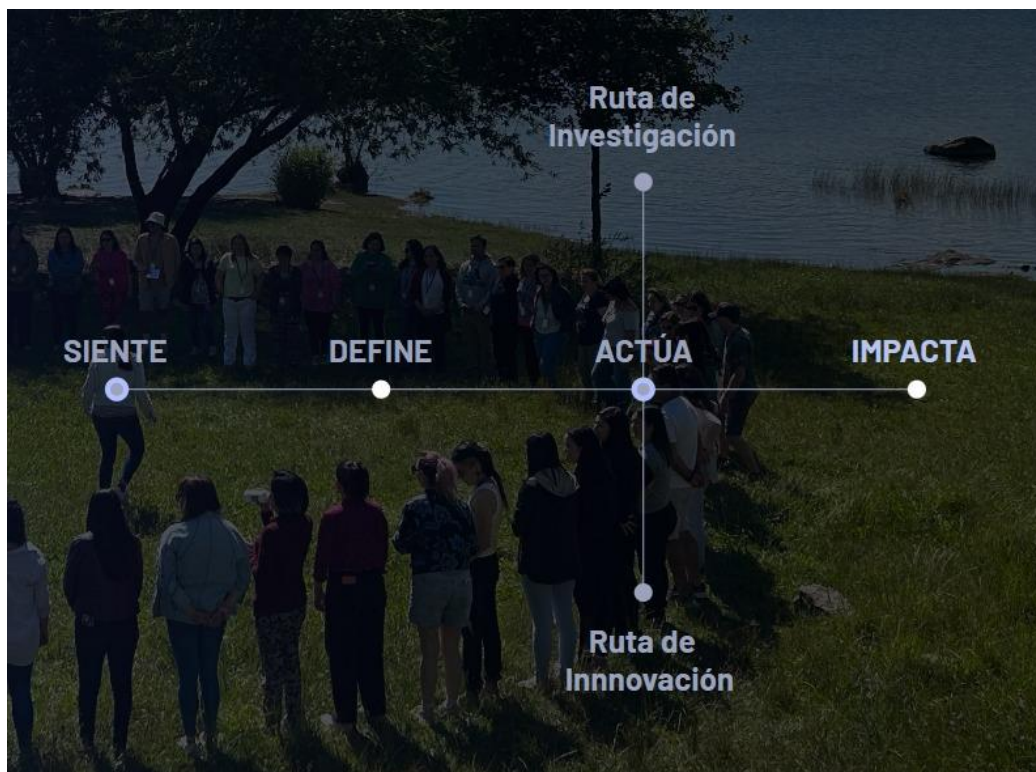 Ruta de
Investigación
SIENTE
DEFINE
ACTÚA
IMPACTA
Ruta de
Innnovación